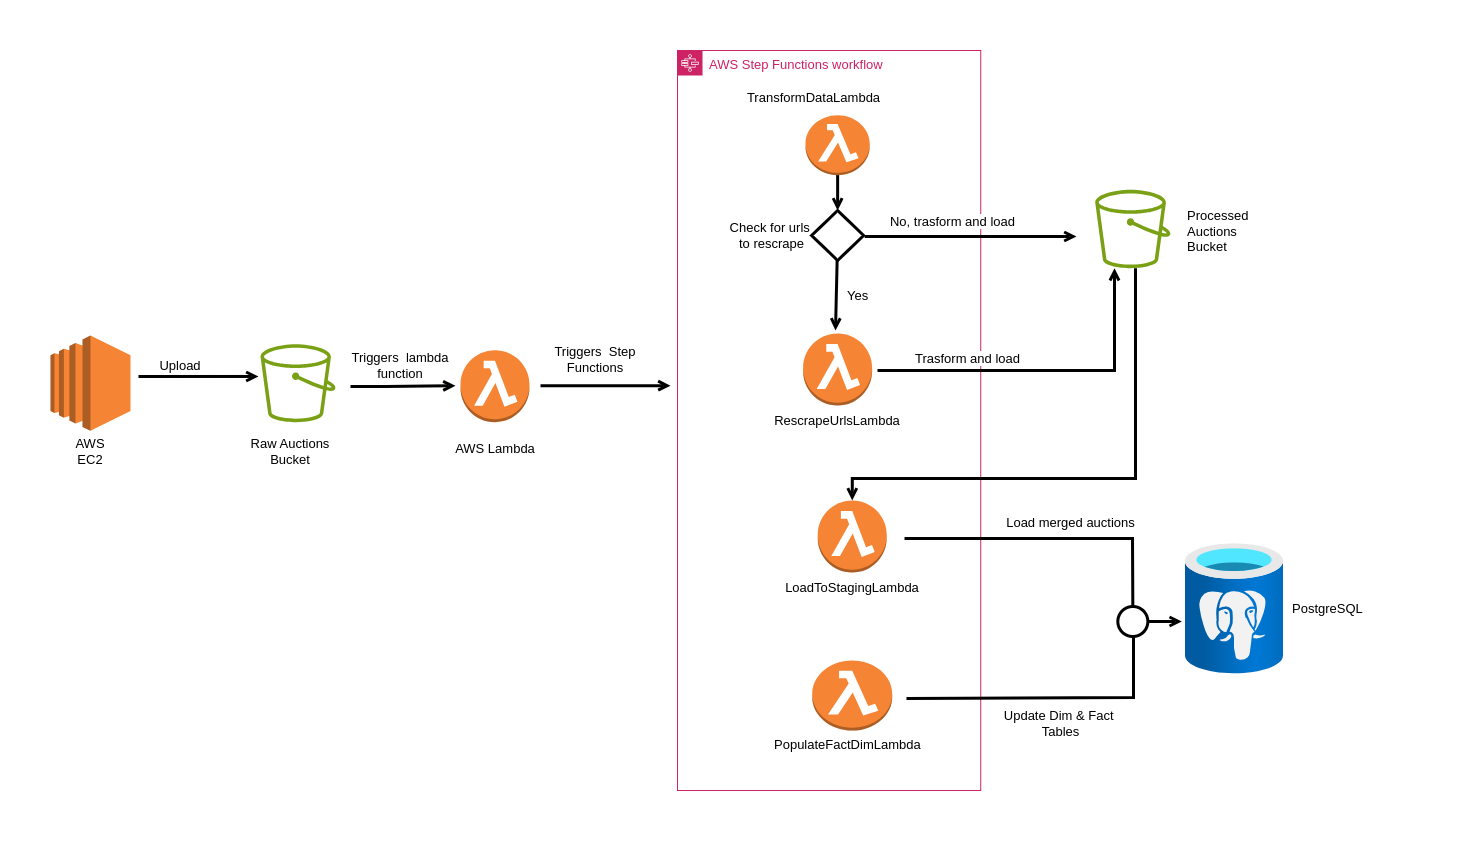 AWS Step Functions workflow
TransformDataLambda
Check for urls
to rescrape
No, trasform and load
Processed
Auctions
Bucket
Yes
Upload
Triggers  lambda
function
Triggers  Step
Functions
Trasform and load
RescrapeUrlsLambda
AWS
EC2
Raw Auctions
Bucket
AWS Lambda
Load merged auctions
LoadToStagingLambda
PostgreSQL
Update Dim & Fact
Tables
PopulateFactDimLambda